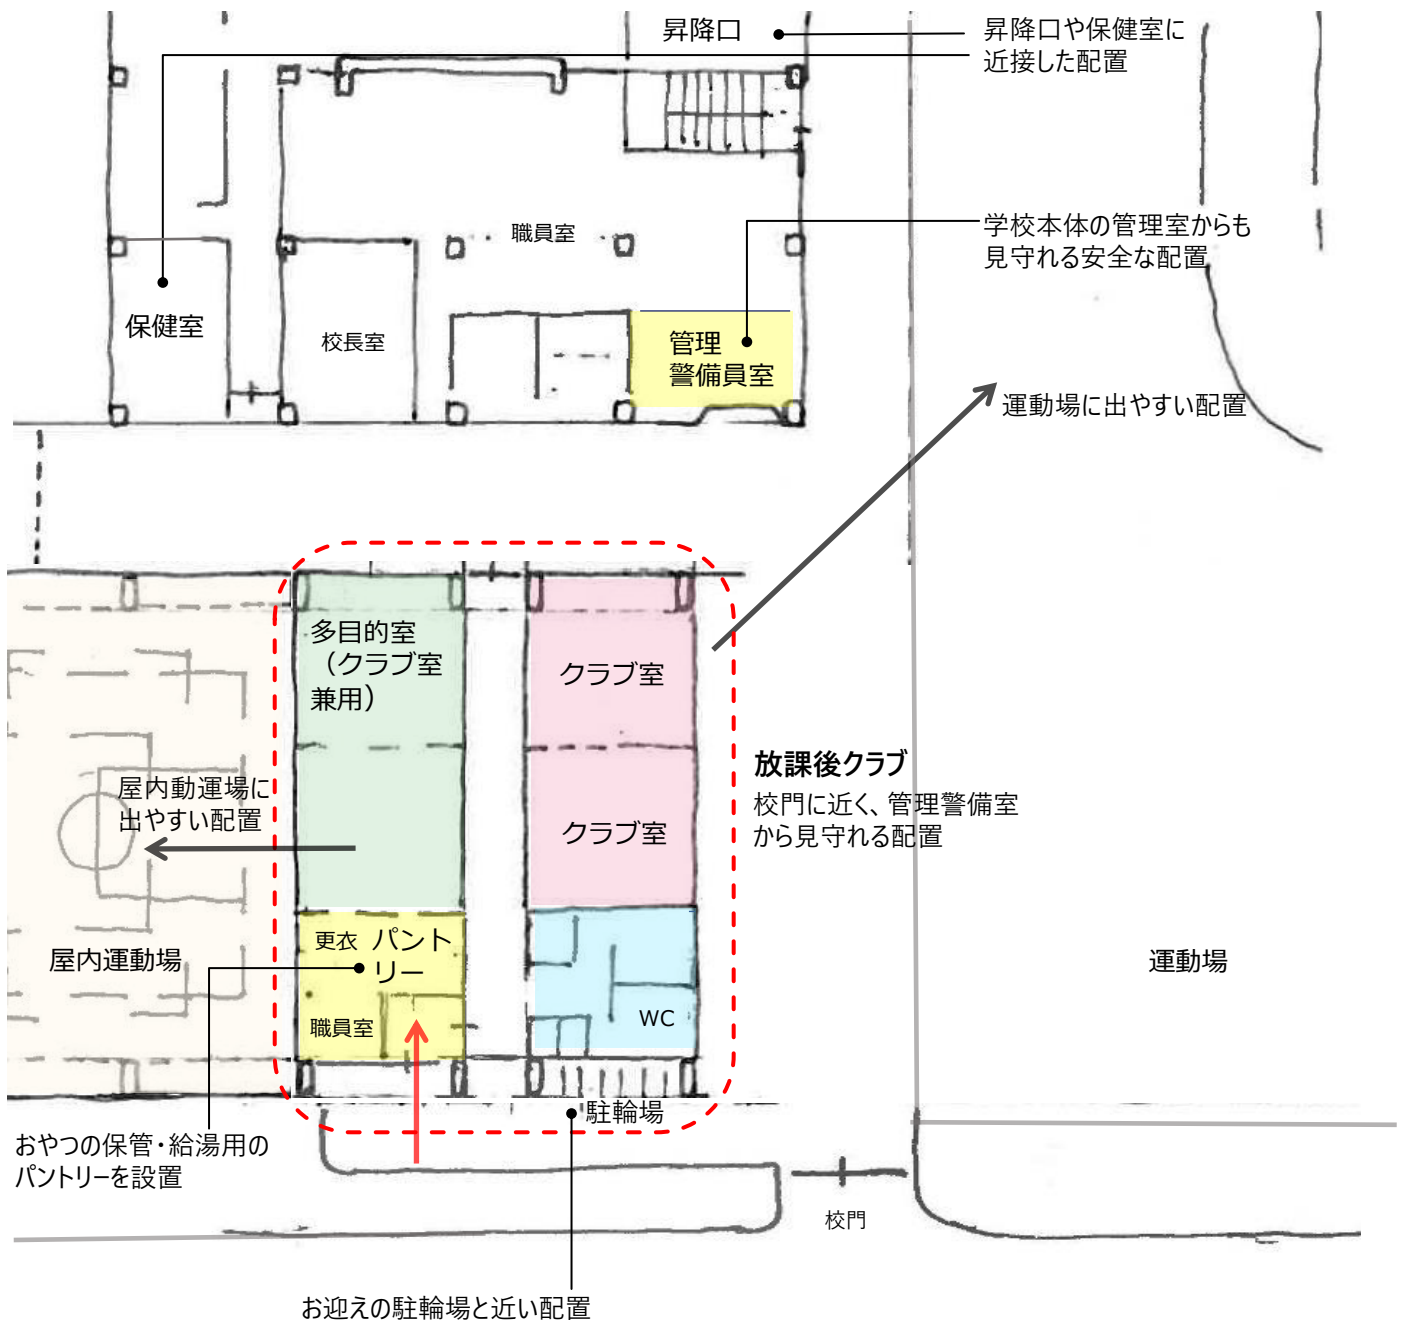 昇降口
昇降口や保健室に
近接した配置
職員室
学校本体の管理室からも
見守れる安全な配置
保健室
校長室
管理
警備員室
運動場に出やすい配置
多目的室
（クラブ室
兼用）
クラブ室
放課後クラブ
校門に近く、管理警備室
から見守れる配置
屋内動運場に
出やすい配置
クラブ室
更衣
パント
リー
屋内運動場
運動場
職員室
WC
駐輪場
おやつの保管・給湯用の
パントリーを設置
校門
お迎えの駐輪場と近い配置